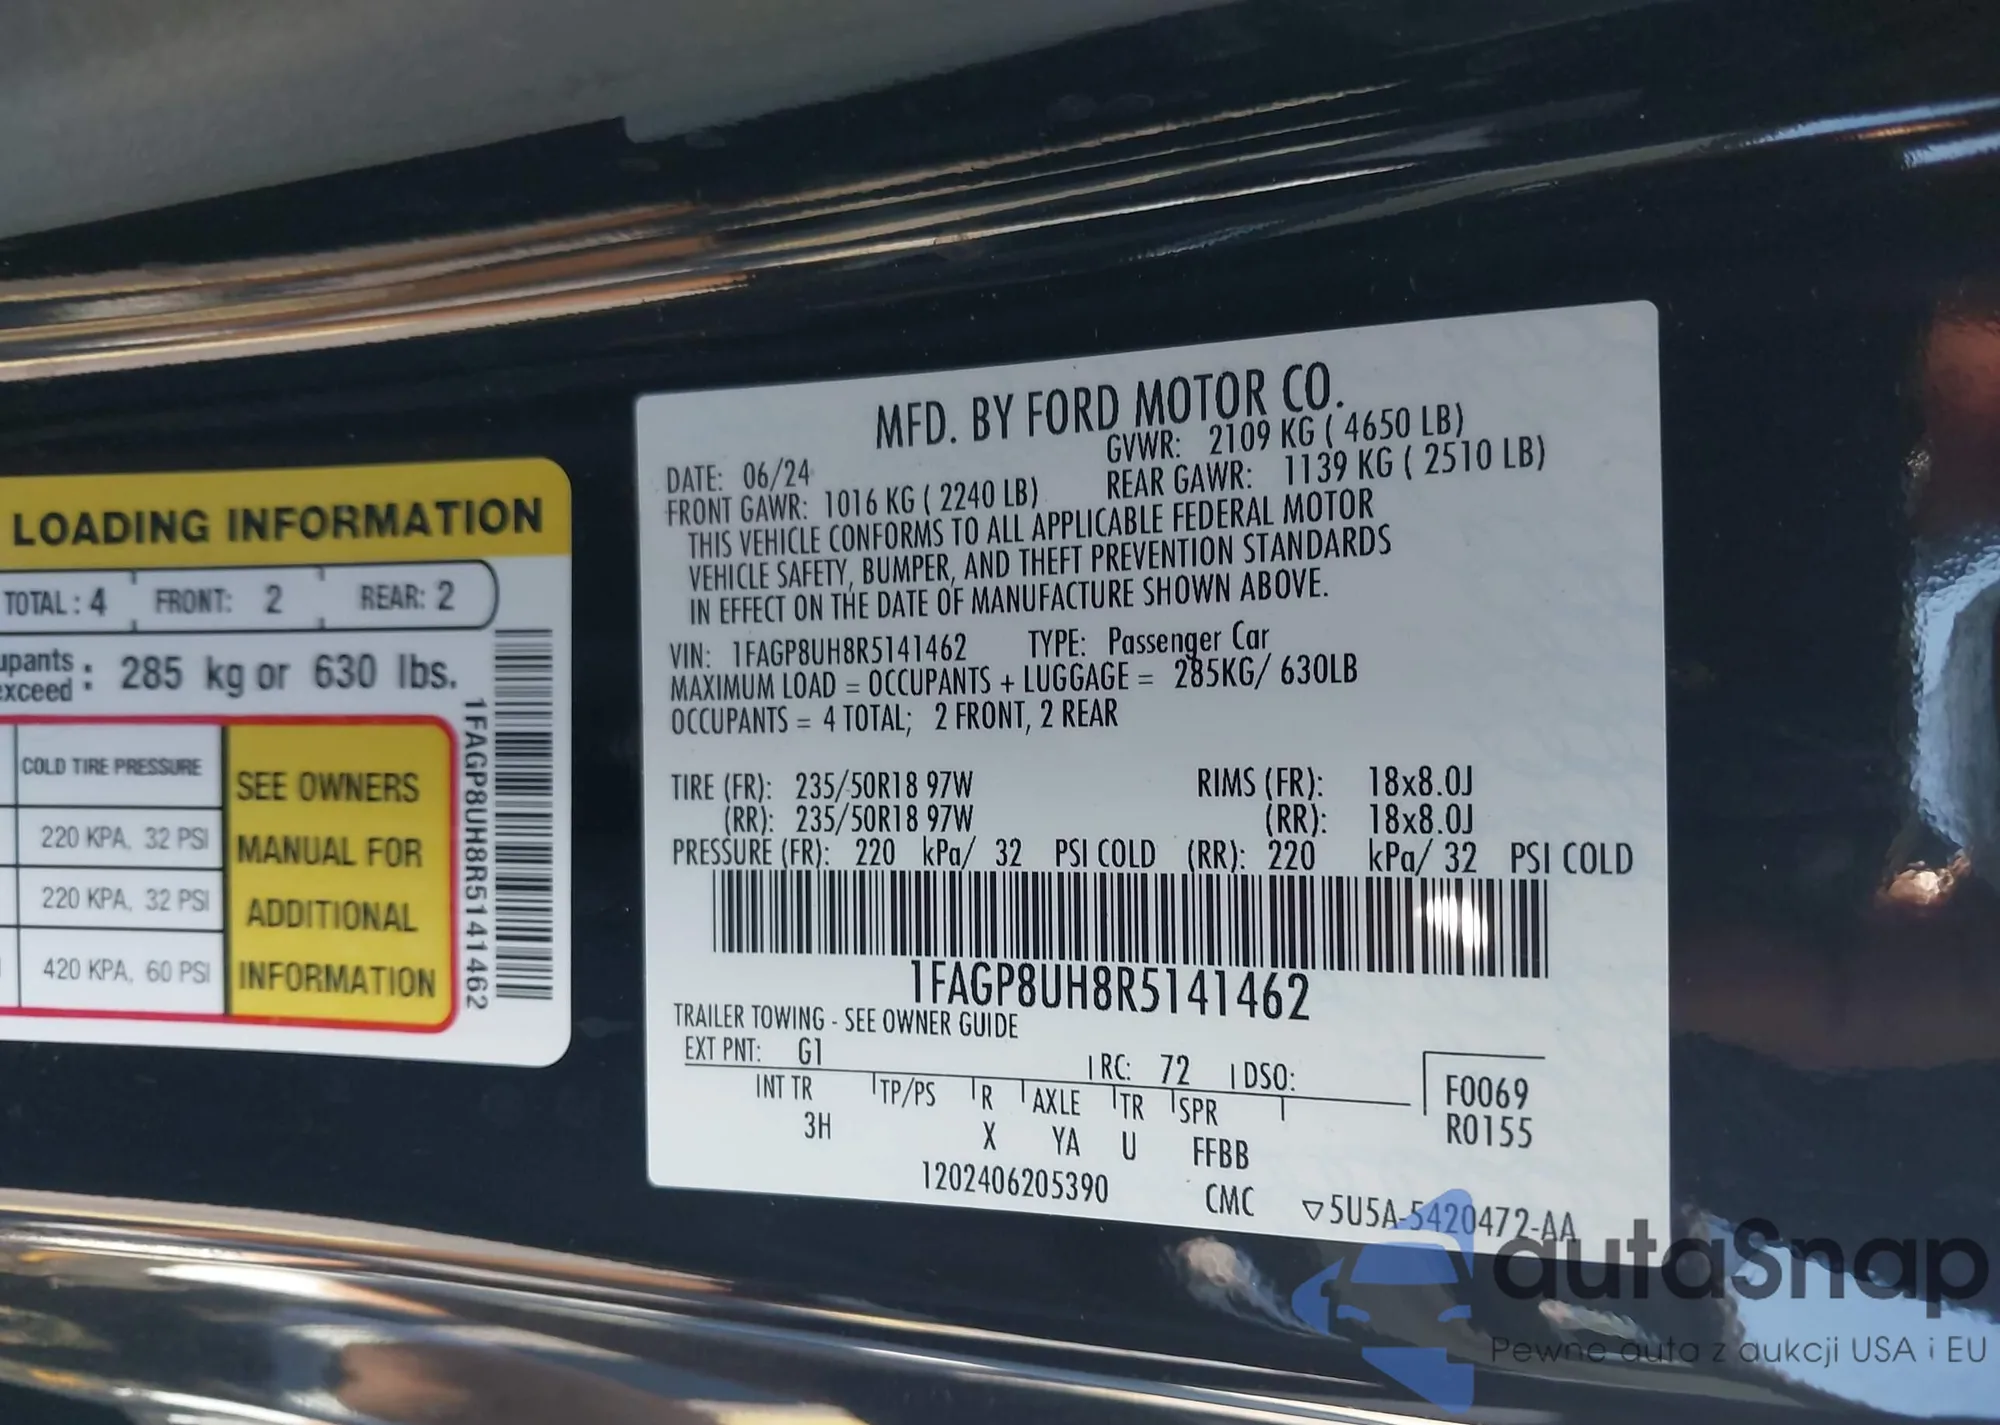 LOADING INFORMATION
TOTAL : 4 FRONT: 2 REAR: 2
upants : 285 kg or 630 lbs.
exceed
COLD TIRE PRESSURE
220 KPA, 32 PSI
220 KPA, 32 PSI
420 KPA, 60 PSI
SEE OWNERS
MANUAL FOR
ADDITIONAL
INFORMATION
1FAGP8UH8R5141462
MFD. BY FORD MOTOR CO.
DATE: 06/24 GVWR: 2109 KG ( 4650 LB)
FRONT GAWR: 1016 KG ( 2240 LB) REAR GAWR: 1139 KG ( 2510 LB)
THIS VEHICLE CONFORMS TO ALL APPLICABLE FEDERAL MOTOR
VEHICLE SAFETY, BUMPER, AND THEFT PREVENTION STANDARDS
IN EFFECT ON THE DATE OF MANUFACTURE SHOWN ABOVE.
VIN: 1FAGP8UH8R5141462 TYPE: Passenger Car
MAXIMUM LOAD = OCCUPANTS + LUGGAGE = 285KG/ 630LB
OCCUPANTS = 4 TOTAL; 2 FRONT, 2 REAR
TIRE (FR): 235/50R18 97W RIMS (FR): 18x8.0J
(RR): 235/50R18 97W (RR): 18x8.0J
PRESSURE (FR): 220 kPa/ 32 PSI COLD (RR): 220 kPa/ 32 PSI COLD
1FAGP8UH8R5141462
TRAILER TOWING - SEE OWNER GUIDE
EXT PNT: G1 RC: 72 DSO:
INT TR TP/PS R AXLE TR SPR
3H X YA U FFBB
F0069
R0155
1202406205390 CMC ▽5U5A-5420472-AA
autaSnap
Pewne auta z aukcji USA i EU